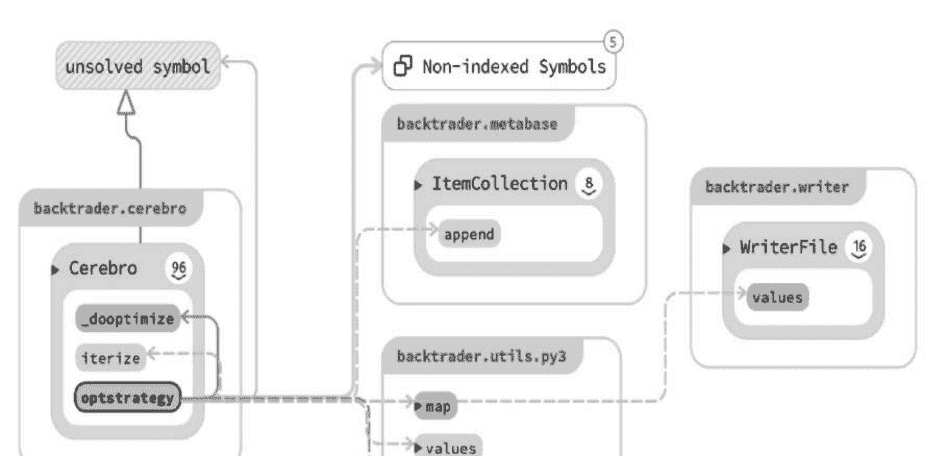 5
unsolved symbol
Non-indexed Symbols
backtrader.metabase
ItemCollection 8
append
backtrader.writer
WriterFile 16
values
backtrader.cerebro
Cerebro 96
_dooptimize
iterize
optstrategy
backtrader.utils.py3
map
values